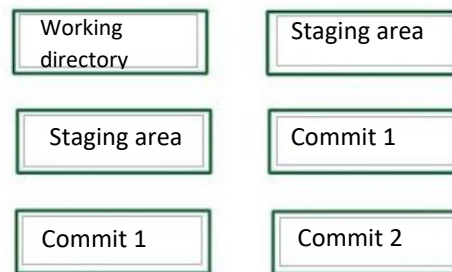 Working
directory
Staging area
Staging area
Commit 1
Commit 1
Commit 2